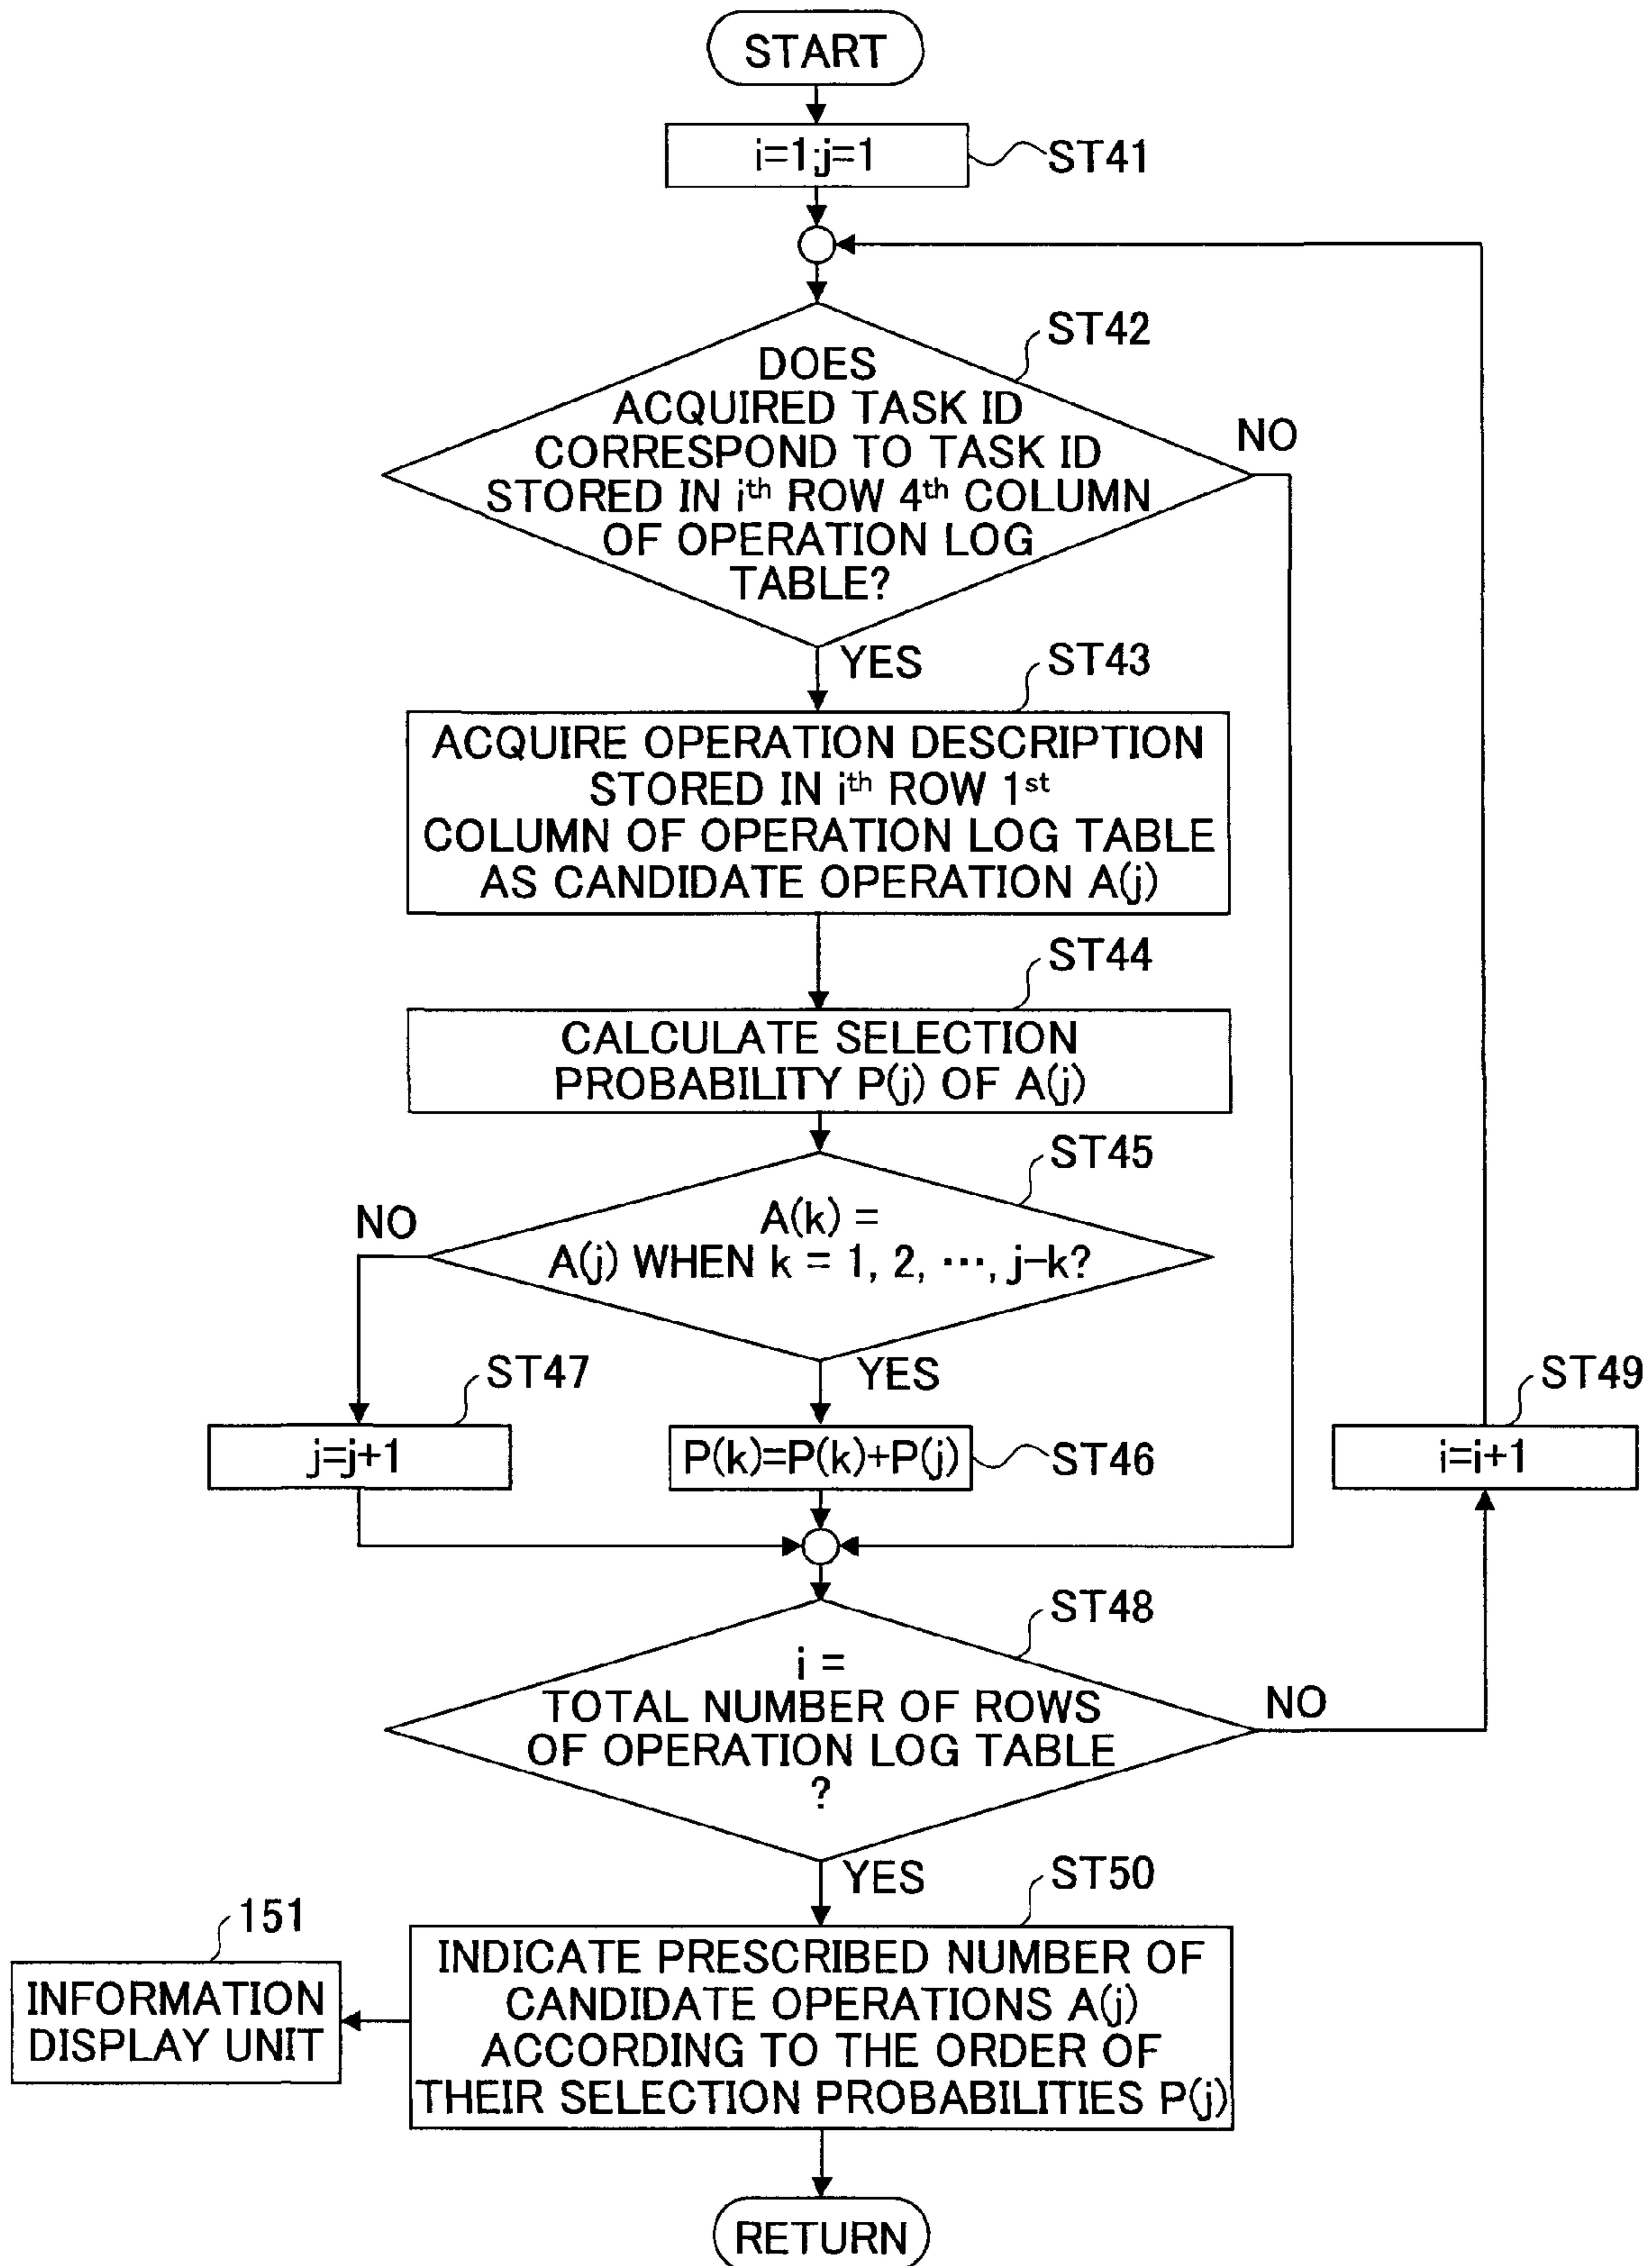 START
i=1;j=1
ST41
ST42
DOES
ACQUIRED TASK ID
CORRESPOND TO TASK ID
STORED IN iᵗʰ ROW 4ᵗʰ COLUMN
OF OPERATION LOG
TABLE?
NO
YES
ST43
ACQUIRE OPERATION DESCRIPTION
STORED IN iᵗʰ ROW 1ˢᵗ
COLUMN OF OPERATION LOG TABLE
AS CANDIDATE OPERATION A(j)
ST44
CALCULATE SELECTION
PROBABILITY P(j) OF A(j)
ST45
A(k) =
A(j) WHEN k = 1, 2, ⋯, j-k?
NO
YES
ST47
j=j+1
P(k)=P(k)+P(j)
ST46
ST49
i=i+1
ST48
i =
TOTAL NUMBER OF ROWS
OF OPERATION LOG TABLE
?
NO
YES
ST50
INDICATE PRESCRIBED NUMBER OF
CANDIDATE OPERATIONS A(j)
ACCORDING TO THE ORDER OF
THEIR SELECTION PROBABILITIES P(j)
151
INFORMATION
DISPLAY UNIT
RETURN